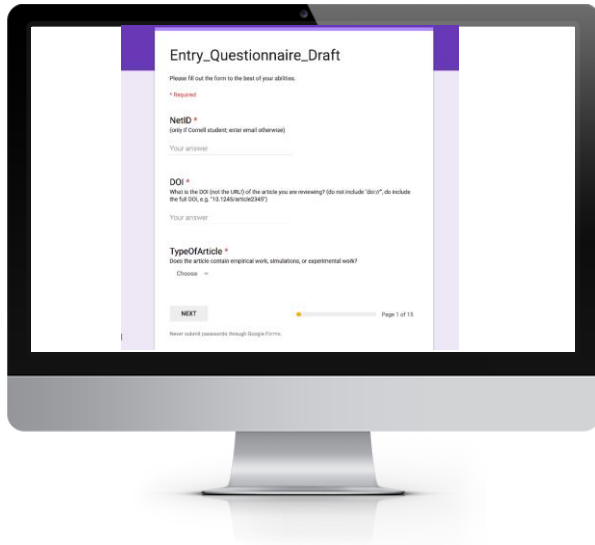 Entry_Questionnaire_Draft
Please fill out the form to the best of your abilities.
* Required
NetID *
(only if Cornell student; enter email otherwise)
Your answer
DOI *
What is the DOI (not the URL!) of the article you are reviewing? (do not include "doi://", do include
the full DOI, e.g. "10.1245/article2345")
Your answer
TypeOfArticle *
Does the article contain empirical work, simulations, or experimental work?
Choose
NEXT
Page 1 of 15
Never submit passwords through Google Forms.